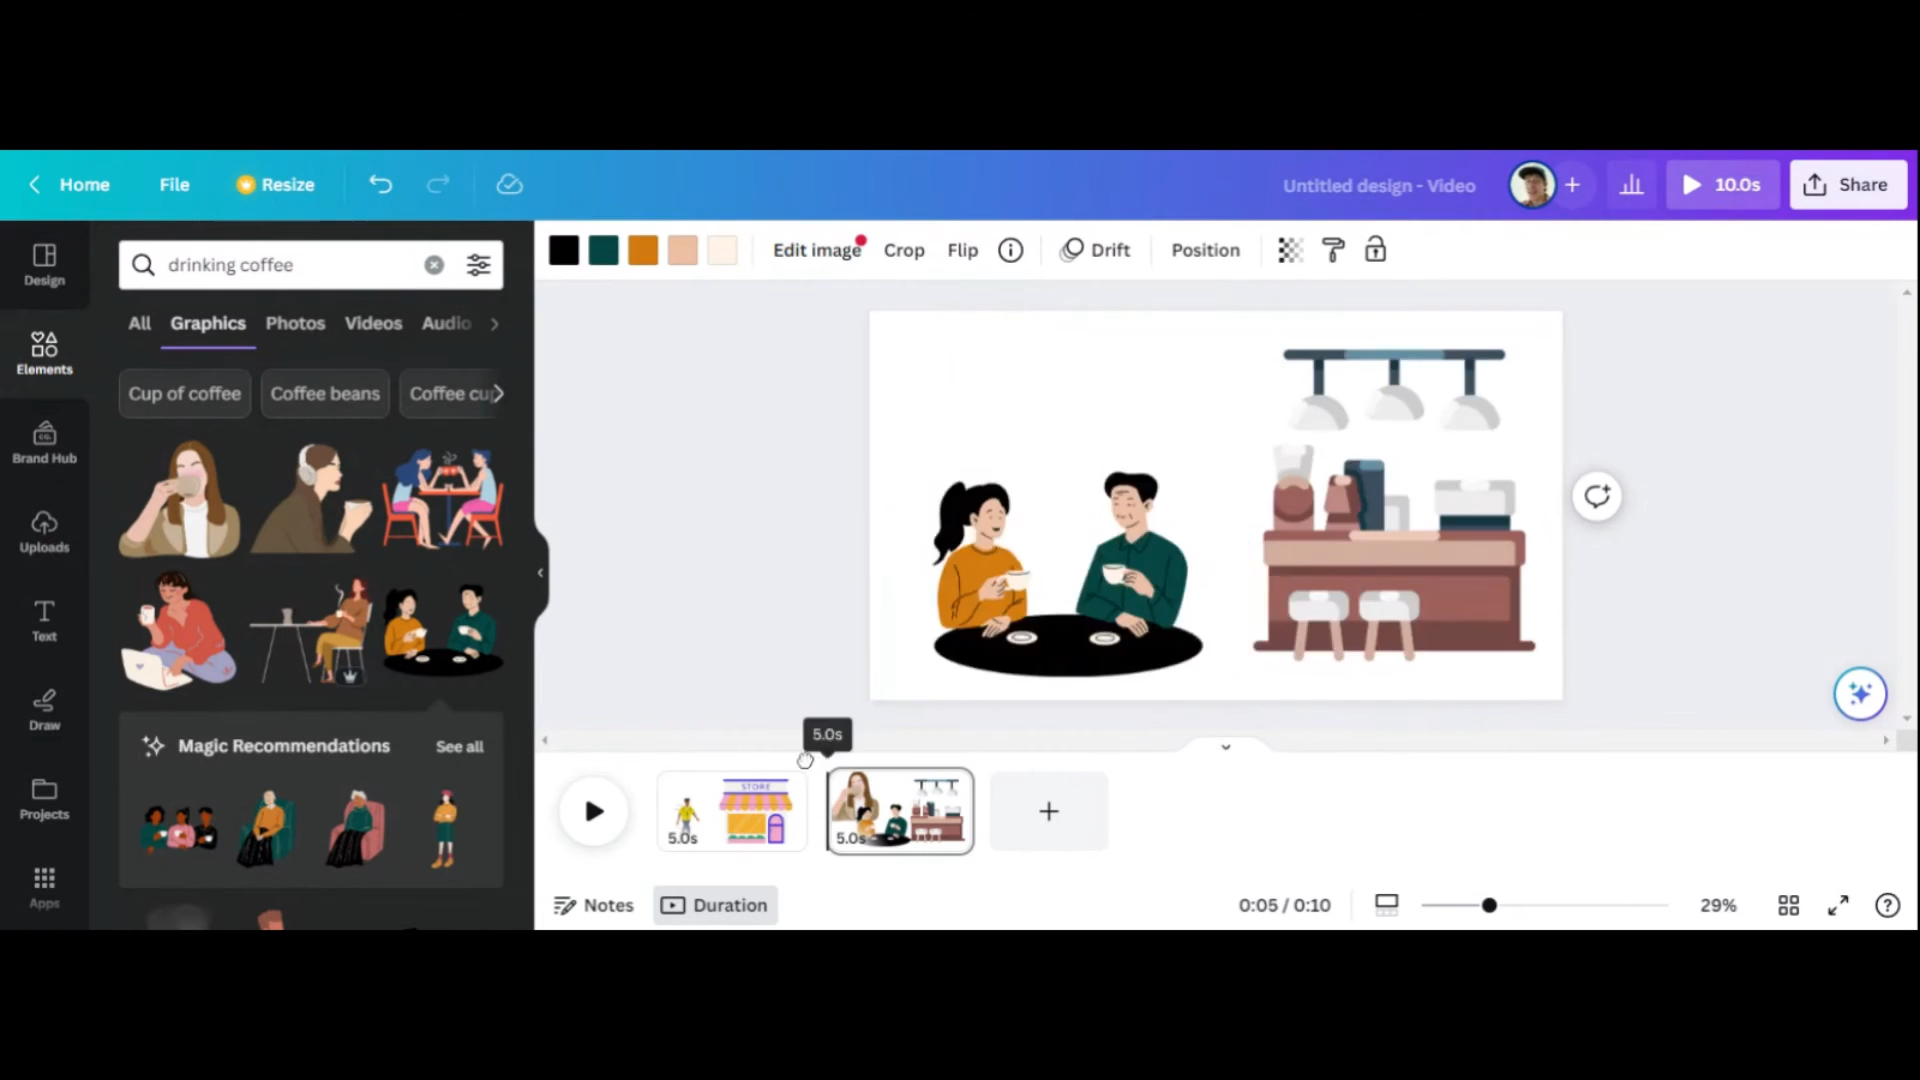 Home File Resize Untitled design - Video 10.0s Share
Design
Elements
Brand Hub
Uploads
Text
Draw
Projects
Apps
drinking coffee
All Graphics Photos Videos Audio
Cup of coffee Coffee beans Coffee cup
Magic Recommendations See all
Edit image Crop Flip Drift Position
5.0s
STORE
5.0s 5.0s
Notes Duration 0:05 / 0:10 29%